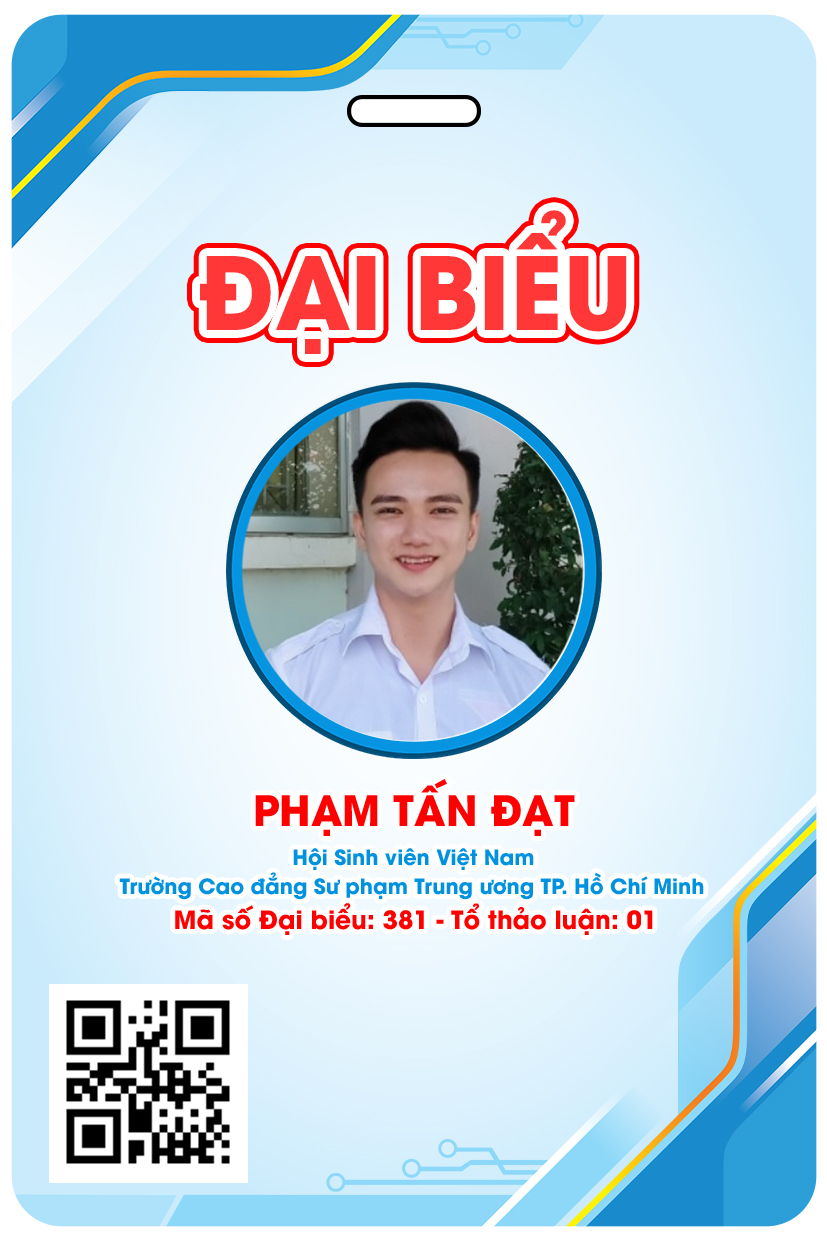 ĐẠI BIỂU
PHẠM TẤN ĐẠT
Hội Sinh viên Việt Nam
Trường Cao đẳng Sư phạm Trung ương TP. Hồ Chí Minh
Mã số Đại biểu: 381 - Tổ thảo luận: 01